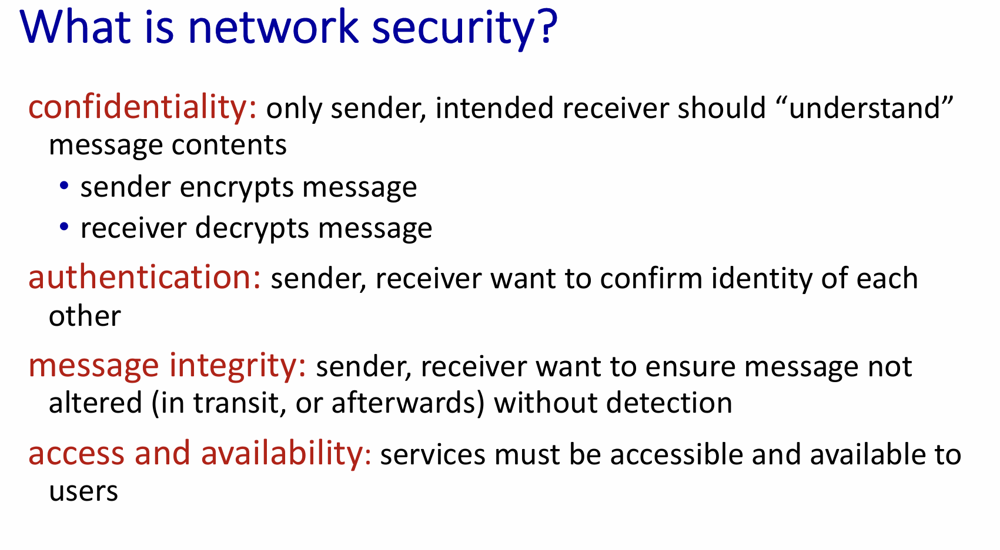 What is network security?
confidentiality: only sender, intended receiver should “understand”
message contents
• sender encrypts message
• receiver decrypts message
authentication: sender, receiver want to confirm identity of each
other
message integrity: sender, receiver want to ensure message not
altered (in transit, or afterwards) without detection
access and availability: services must be accessible and available to
users